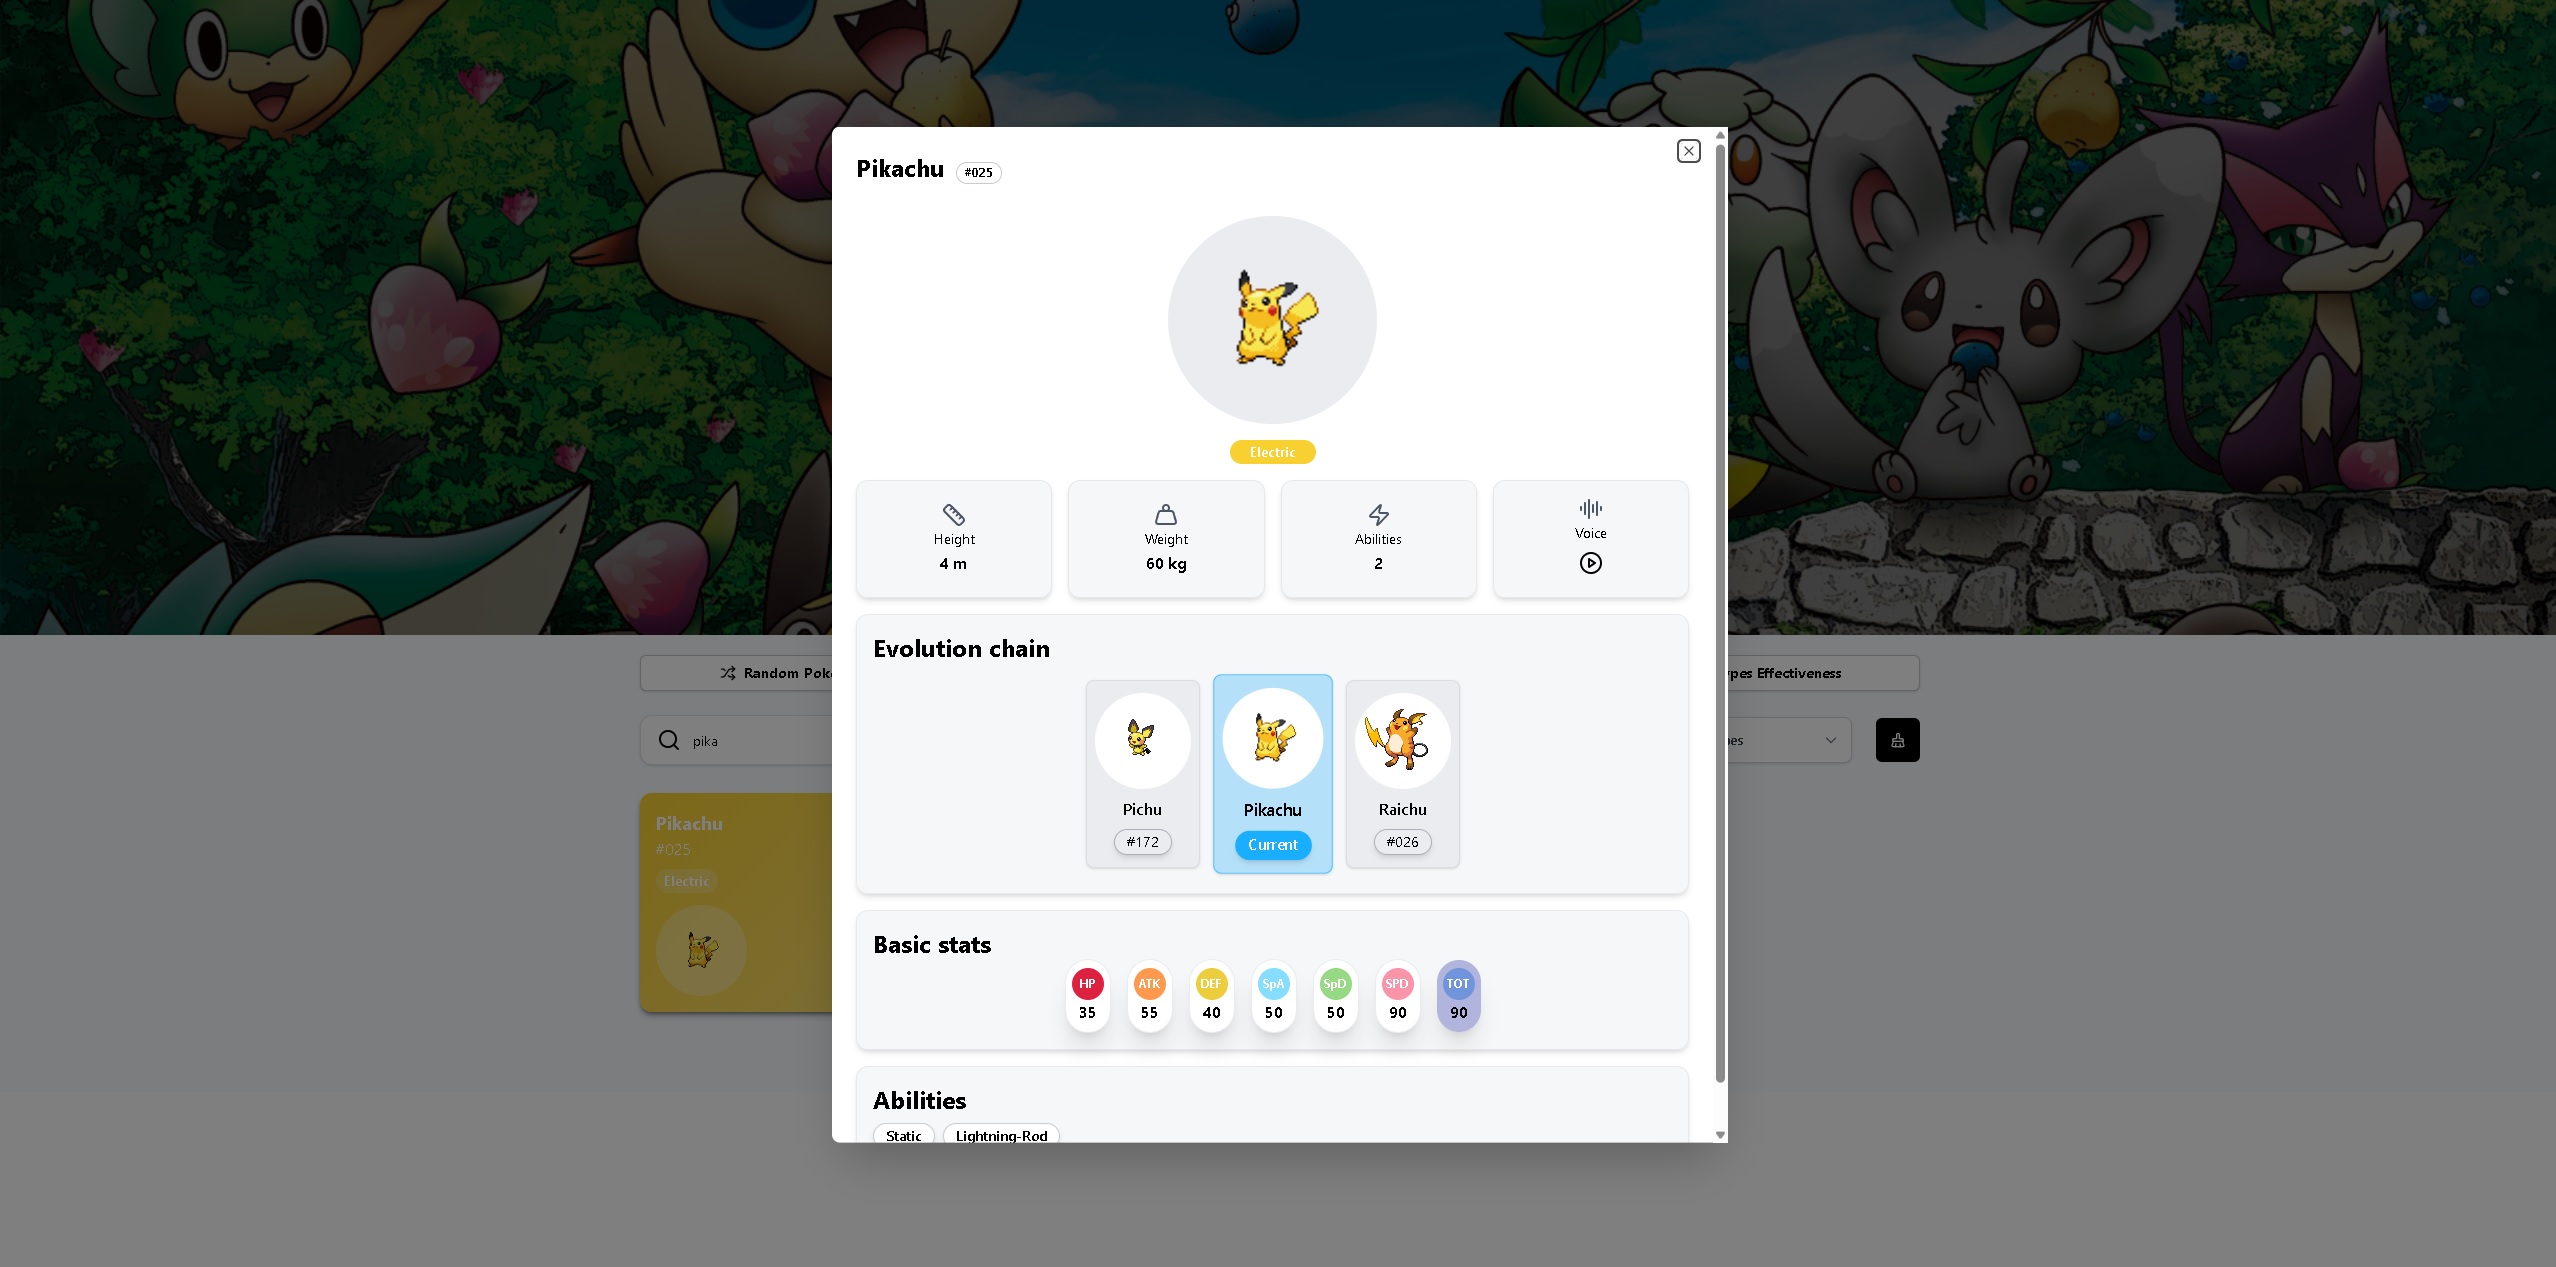 Pikachu #025
Electric
Height
4 m
Weight
60 kg
Abilities
2
Voice
Evolution chain
Pichu
#172
Pikachu
Current
Raichu
#026
Basic stats
HP
35
ATK
55
DEF
40
SpA
50
SpD
50
SPD
90
TOT
90
Abilities
Static
Lightning-Rod
Random Poké
ypes Effectiveness
pika
es
Pikachu
#025
Electric